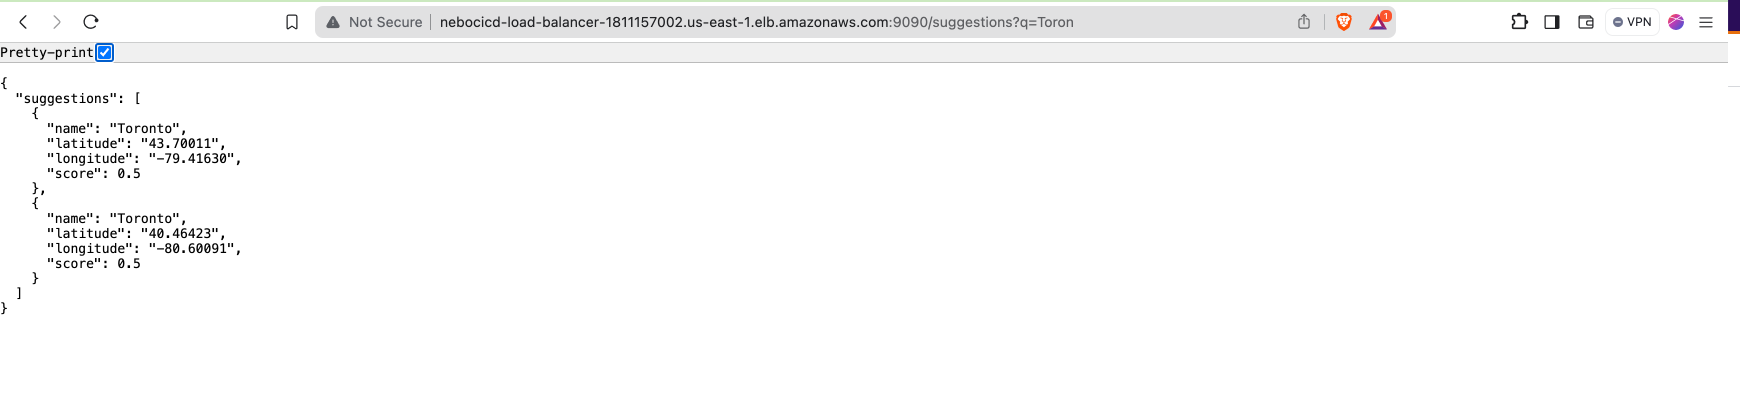 Not Secure nebocicd-load-balancer-1811157002.us-east-1.elb.amazonaws.com:9090/suggestions?q=Toron 1 VPN
Pretty-print
{
  "suggestions": [
    {
      "name": "Toronto",
      "latitude": "43.70011",
      "longitude": "-79.41630",
      "score": 0.5
    },
    {
      "name": "Toronto",
      "latitude": "40.46423",
      "longitude": "-80.60091",
      "score": 0.5
    }
  ]
}